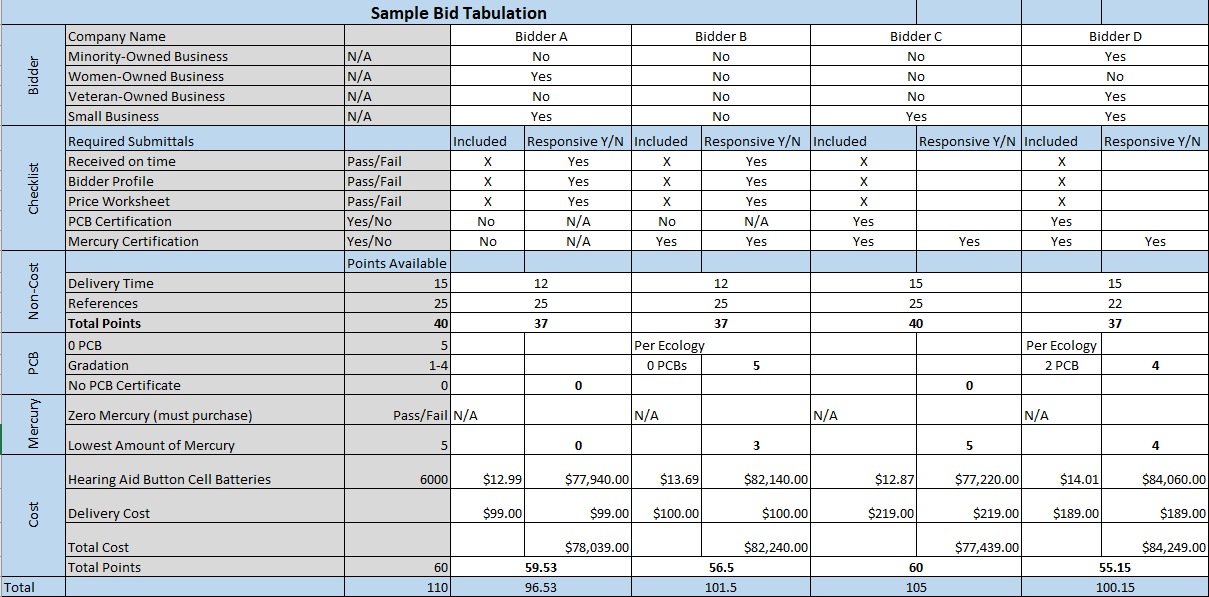 Sample Bid Tabulation
Bidder
Company Name Bidder A Bidder B Bidder C Bidder D
Minority-Owned Business N/A No No No Yes
Women-Owned Business N/A Yes No No No
Veteran-Owned Business N/A No No No Yes
Small Business N/A Yes No Yes Yes
Checklist
Required Submittals Included Responsive Y/N Included Responsive Y/N Included Responsive Y/N Included Responsive Y/N
Received on time Pass/Fail X Yes X Yes X X
Bidder Profile Pass/Fail X Yes X Yes X X
Price Worksheet Pass/Fail X Yes X Yes X X
PCB Certification Yes/No No N/A No N/A Yes Yes
Mercury Certification Yes/No No N/A Yes Yes Yes Yes Yes Yes
Non-Cost
Points Available
Delivery Time 15 12 12 15 15
References 25 25 25 25 22
Total Points 40 37 37 40 37
PCB
0 PCB 5 Per Ecology Per Ecology
Gradation 1-4 0 PCBs 5 2 PCB 4
No PCB Certificate 0 0 0
Mercury
Zero Mercury (must purchase) Pass/Fail N/A N/A N/A N/A
Lowest Amount of Mercury 5 0 3 5 4
Cost
Hearing Aid Button Cell Batteries 6000 $12.99 $77,940.00 $13.69 $82,140.00 $12.87 $77,220.00 $14.01 $84,060.00
Delivery Cost $99.00 $99.00 $100.00 $100.00 $219.00 $219.00 $189.00 $189.00
Total Cost $78,039.00 $82,240.00 $77,439.00 $84,249.00
Total Points 60 59.53 56.5 60 55.15
Total 110 96.53 101.5 105 100.15